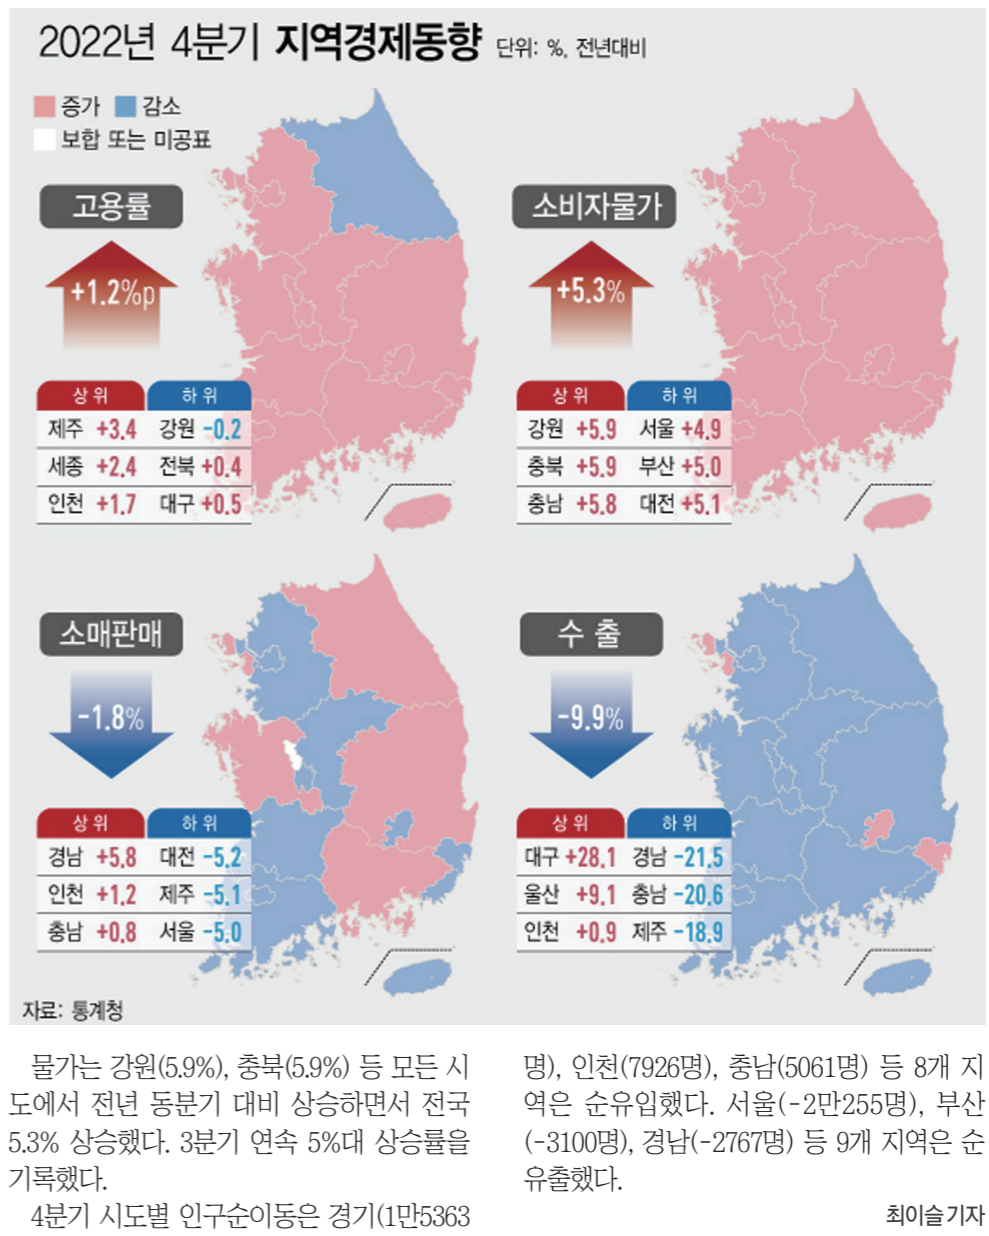 2022년 4분기 지역경제동향 단위: %, 전년대비
증가 감소
보합 또는 미공표
고용률
+1.2%p
상위 하위
제주 +3.4 강원 -0.2
세종 +2.4 전북 +0.4
인천 +1.7 대구 +0.5
소비자물가
+5.3%
상위 하위
강원 +5.9 서울 +4.9
충북 +5.9 부산 +5.0
충남 +5.8 대전 +5.1
소매판매
-1.8%
상위 하위
경남 +5.8 대전 -5.2
인천 +1.2 제주 -5.1
충남 +0.8 서울 -5.0
수출
-9.9%
상위 하위
대구 +28.1 경남 -21.5
울산 +9.1 충남 -20.6
인천 +0.9 제주 -18.9
자료: 통계청
물가는 강원(5.9%), 충북(5.9%) 등 모든 시
도에서 전년 동분기 대비 상승하면서 전국
5.3% 상승했다. 3분기 연속 5%대 상승률을
기록했다.
4분기 시도별 인구순이동은 경기(1만5363
명), 인천(7926명), 충남(5061명) 등 8개 지
역은 순유입했다. 서울(-2만255명), 부산
(-3100명), 경남(-2767명) 등 9개 지역은 순
유출했다.
최이슬기자